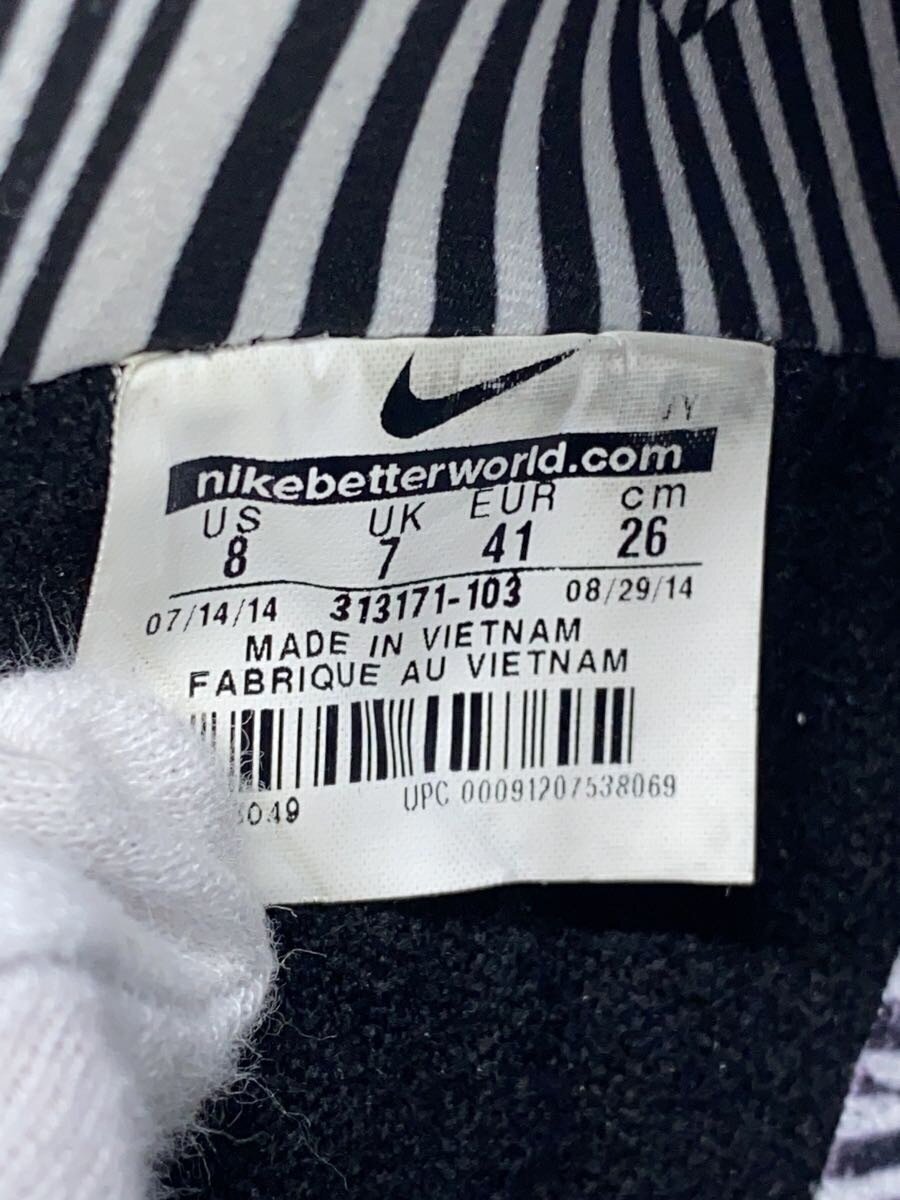 nikebetterworld.com
US UK EUR cm
8 7 41 26
07/14/14 313171-103 08/29/14
MADE IN VIETNAM
FABRIQUE AU VIETNAM
UPC 00091207538069